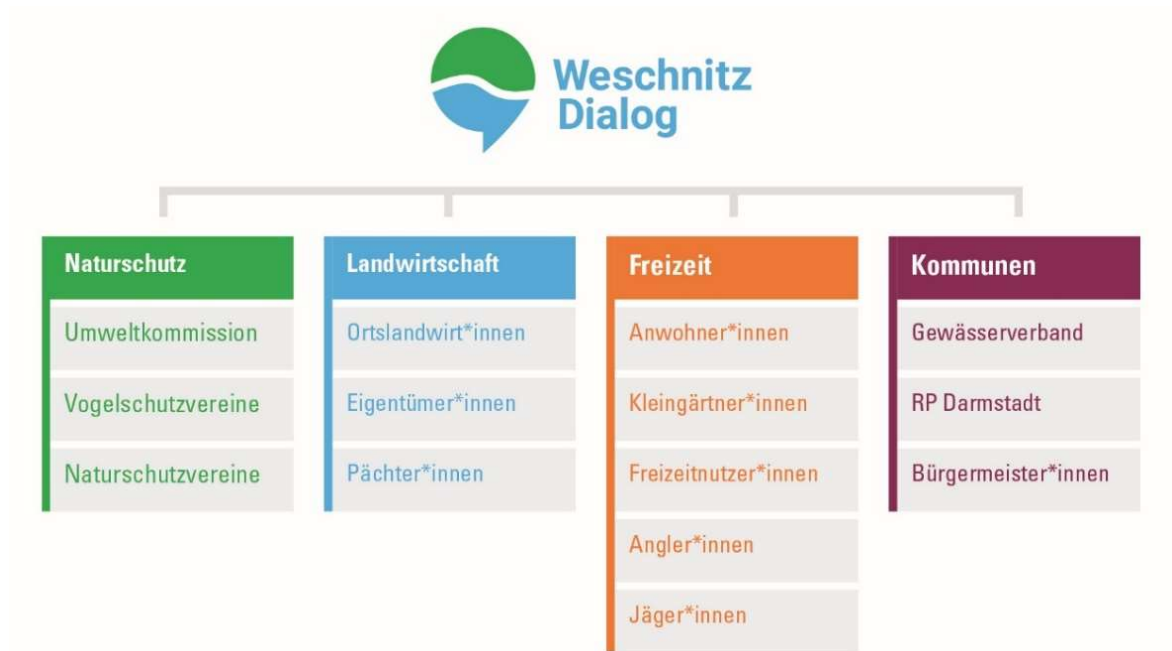 Weschnitz
Dialog
Naturschutz
Umweltkommission
Vogelschutzvereine
Naturschutzvereine
Landwirtschaft
Ortslandwirt*innen
Eigentümer*innen
Pächter*innen
Freizeit
Anwohner*innen
Kleingärtner*innen
Freizeitnutzer*innen
Angler*innen
Jäger*innen
Kommunen
Gewässerverband
RP Darmstadt
Bürgermeister*innen